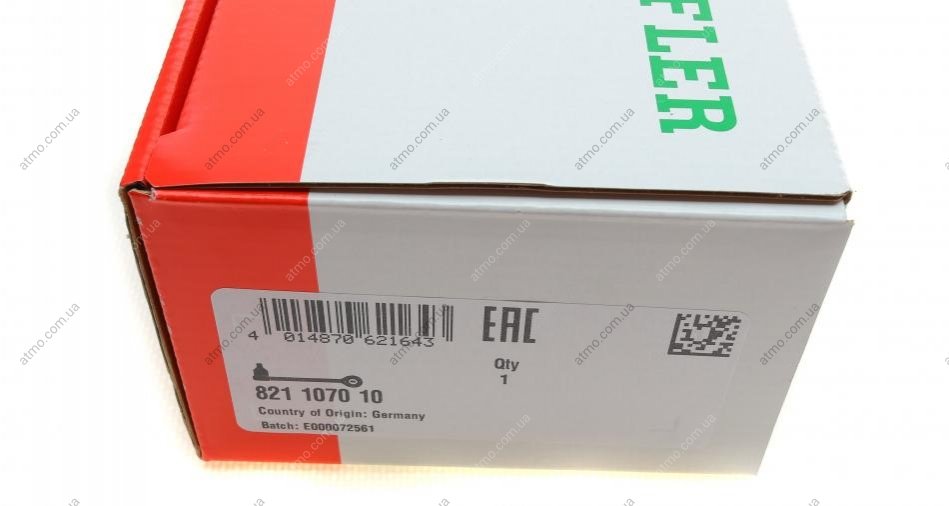 FLER
4 014870 621643
EAC
Qty
1
821 1070 10
Country of Origin: Germany
Batch: E000072561
atmo.com.ua